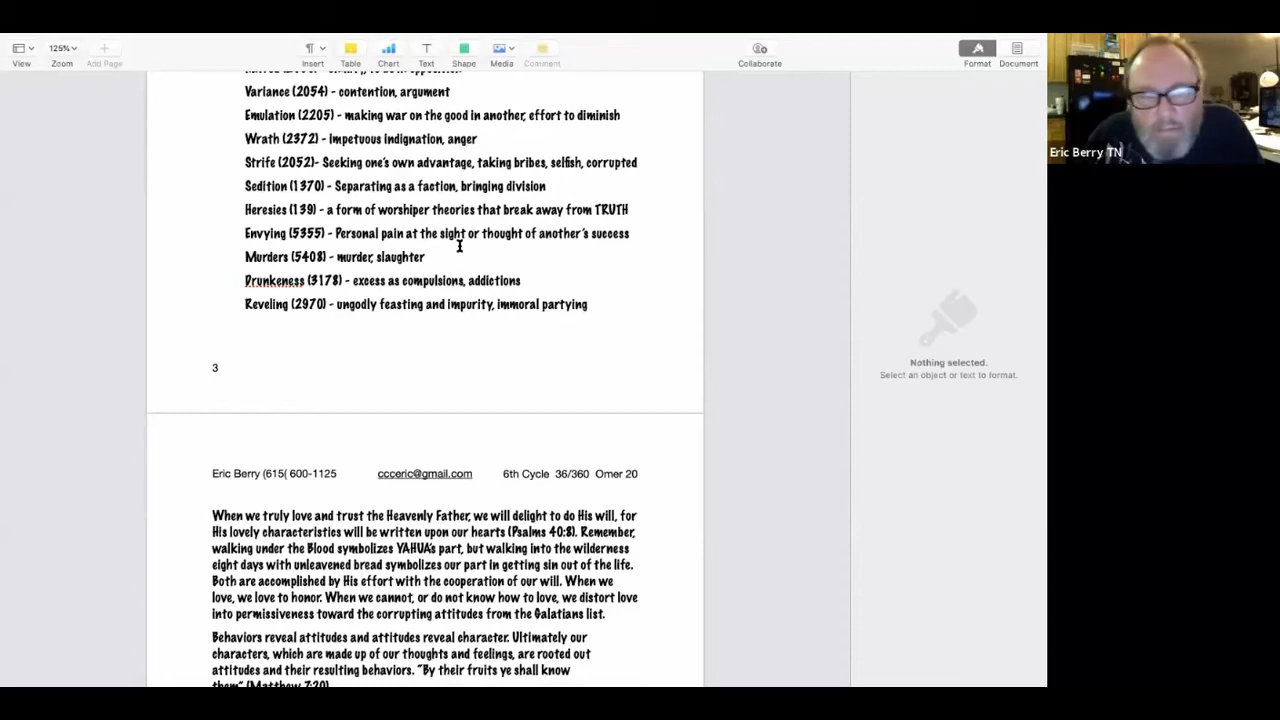 View
125%
Zoom
Add Page
Insert
Table
Chart
Text
Shape
Media
Comment
Collaborate
Format
Document
Variance (2054) - contention, argument
Emulation (2205) - making war on the good in another, effort to diminish
Wrath (2372) - impetuous indignation, anger
Strife (2052)- Seeking one's own advantage, taking bribes, selfish, corrupted
Sedition (1370) - Separating as a faction, bringing division
Heresies (139) - a form of worshiper theories that break away from TRUTH
Envying (5355) - Personal pain at the sight or thought of another's success
Murders (5408) - murder, slaughter
Drunkeness (3178) - excess as compulsions, addictions
Reveling (2970) - ungodly feasting and impurity, immoral partying
3
Eric Berry (615( 600-1125 ccceric@gmail.com 6th Cycle 36/360 Omer 20
When we truly love and trust the Heavenly Father, we will delight to do His will, for
His lovely characteristics will be written upon our hearts (Psalms 40:8). Remember,
walking under the Blood symbolizes YAHUA's part, but walking into the wilderness
eight days with unleavened bread symbolizes our part in getting sin out of the life.
Both are accomplished by His effort with the cooperation of our will. When we
love, we love to honor. When we cannot, or do not know how to love, we distort love
into permissiveness toward the corrupting attitudes from the Galatians list.
Behaviors reveal attitudes and attitudes reveal character. Ultimately our
characters, which are made up of our thoughts and feelings, are rooted out
attitudes and their resulting behaviors. "By their fruits ye shall know
them" (Matthew 7:20)
Nothing selected.
Select an object or text to format.
Eric Berry TN